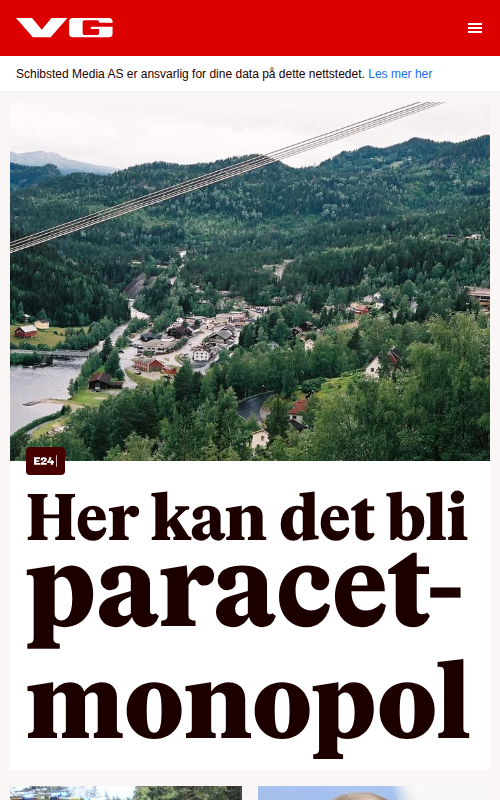 VG
Schibsted Media AS er ansvarlig for dine data på dette nettstedet. Les mer her
E24
Her kan det bli
paracet-
monopol